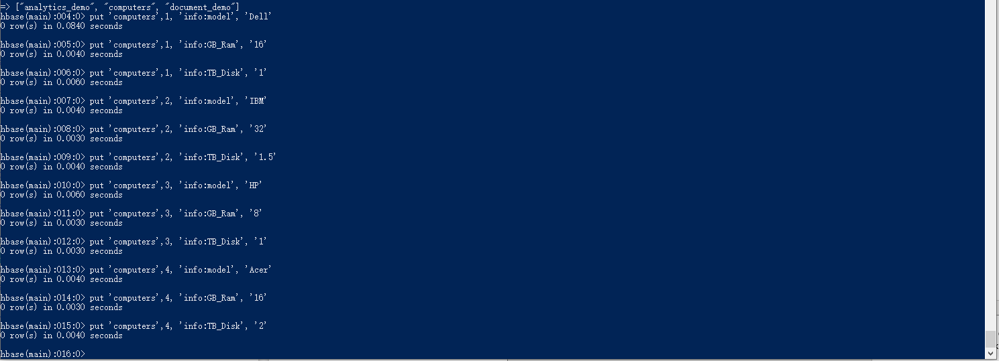 => ["analytics_demo", "computers", "document_demo"]
hbase(main):004:0> put 'computers',1, 'info:model', 'Dell'
0 row(s) in 0.0840 seconds
hbase(main):005:0> put 'computers',1, 'info:GB_Ram', '16'
0 row(s) in 0.0040 seconds
hbase(main):006:0> put 'computers',1, 'info:TB_Disk', '1'
0 row(s) in 0.0060 seconds
hbase(main):007:0> put 'computers',2, 'info:model', 'IBM'
0 row(s) in 0.0040 seconds
hbase(main):008:0> put 'computers',2, 'info:GB_Ram', '32'
0 row(s) in 0.0030 seconds
hbase(main):009:0> put 'computers',2, 'info:TB_Disk', '1.5'
0 row(s) in 0.0040 seconds
hbase(main):010:0> put 'computers',3, 'info:model', 'HP'
0 row(s) in 0.0060 seconds
hbase(main):011:0> put 'computers',3, 'info:GB_Ram', '8'
0 row(s) in 0.0030 seconds
hbase(main):012:0> put 'computers',3, 'info:TB_Disk', '1'
0 row(s) in 0.0030 seconds
hbase(main):013:0> put 'computers',4, 'info:model', 'Acer'
0 row(s) in 0.0040 seconds
hbase(main):014:0> put 'computers',4, 'info:GB_Ram', '16'
0 row(s) in 0.0030 seconds
hbase(main):015:0> put 'computers',4, 'info:TB_Disk', '2'
0 row(s) in 0.0040 seconds
hbase(main):016:0>